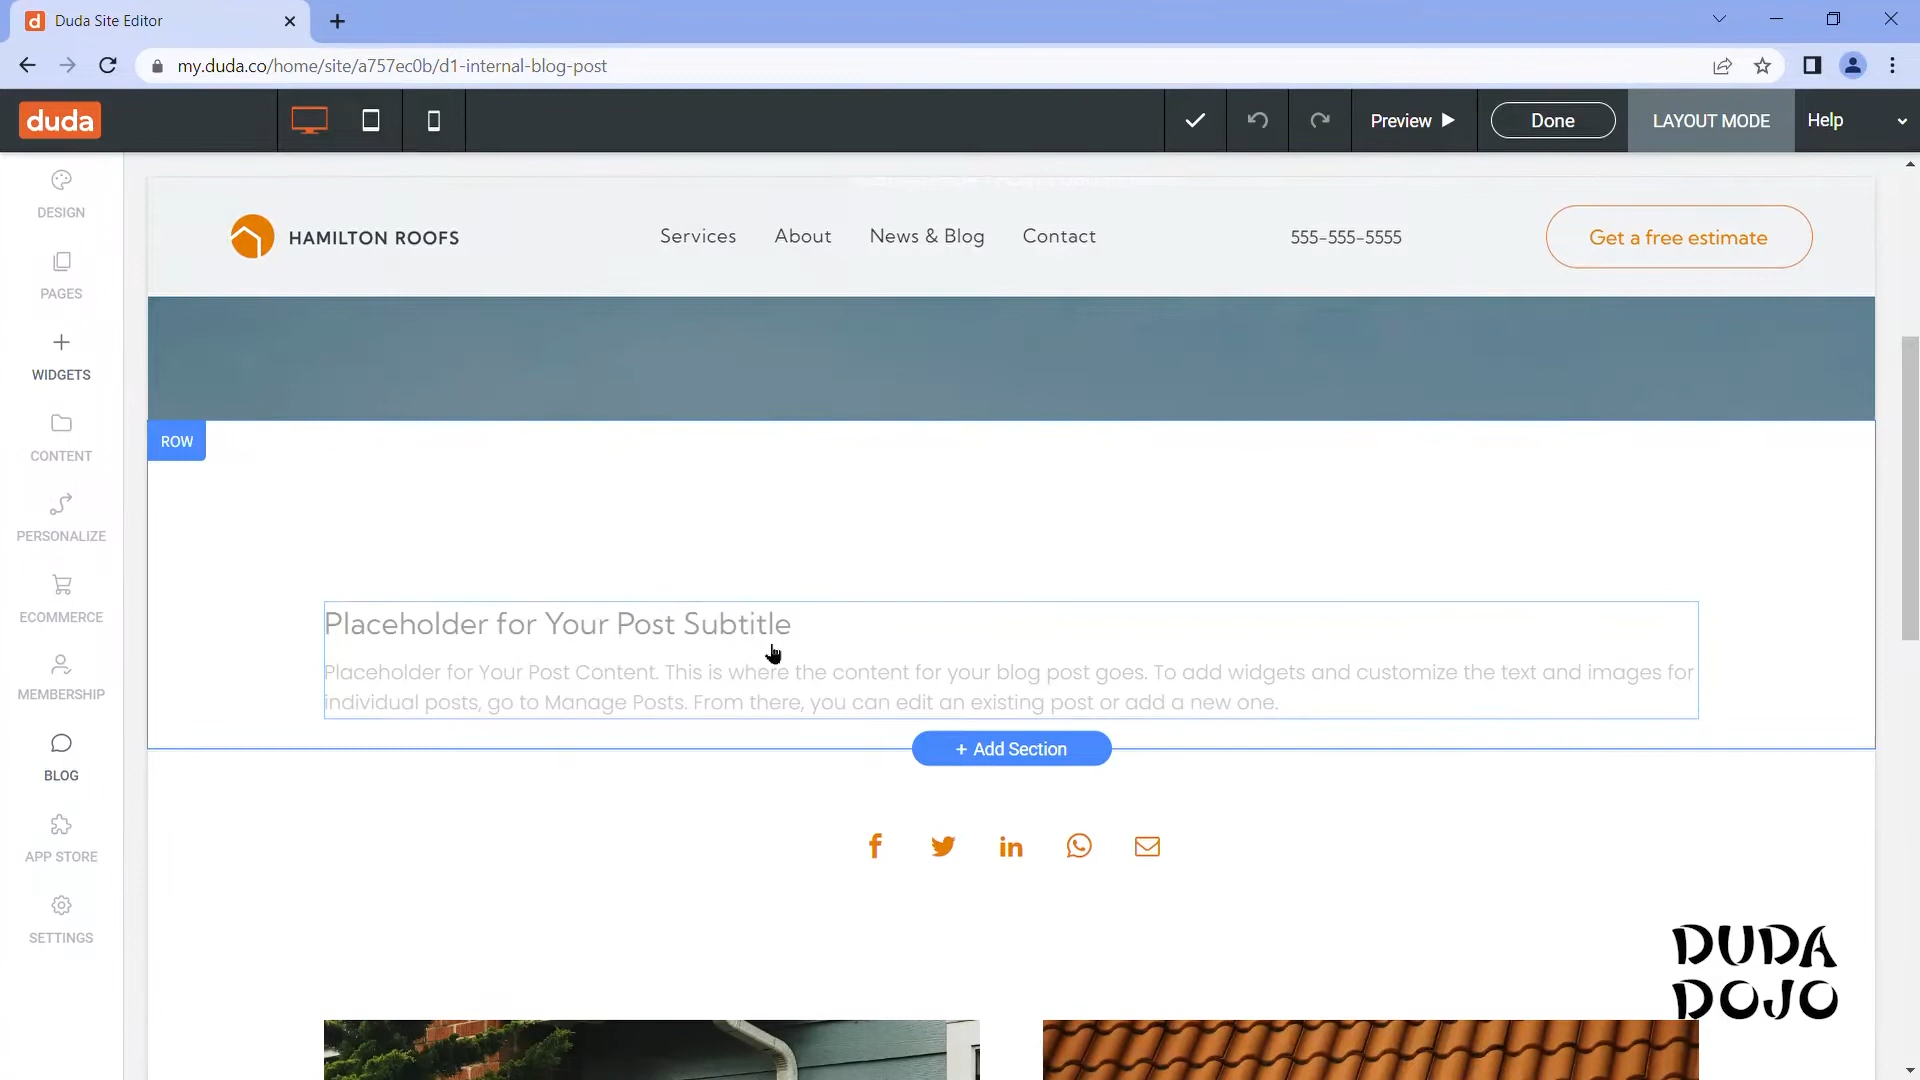 d Duda Site Editor
my.duda.co/home/site/a757ec0b/d1-internal-blog-post
duda
Preview
Done
LAYOUT MODE
Help
DESIGN
PAGES
WIDGETS
CONTENT
PERSONALIZE
ECOMMERCE
MEMBERSHIP
BLOG
APP STORE
SETTINGS
HAMILTON ROOFS
Services
About
News & Blog
Contact
555-555-5555
Get a free estimate
ROW
Placeholder for Your Post Subtitle
Placeholder for Your Post Content. This is where the content for your blog post goes. To add widgets and customize the text and images for
individual posts, go to Manage Posts. From there, you can edit an existing post or add a new one.
+ Add Section
f
in
DUDA
DOJO